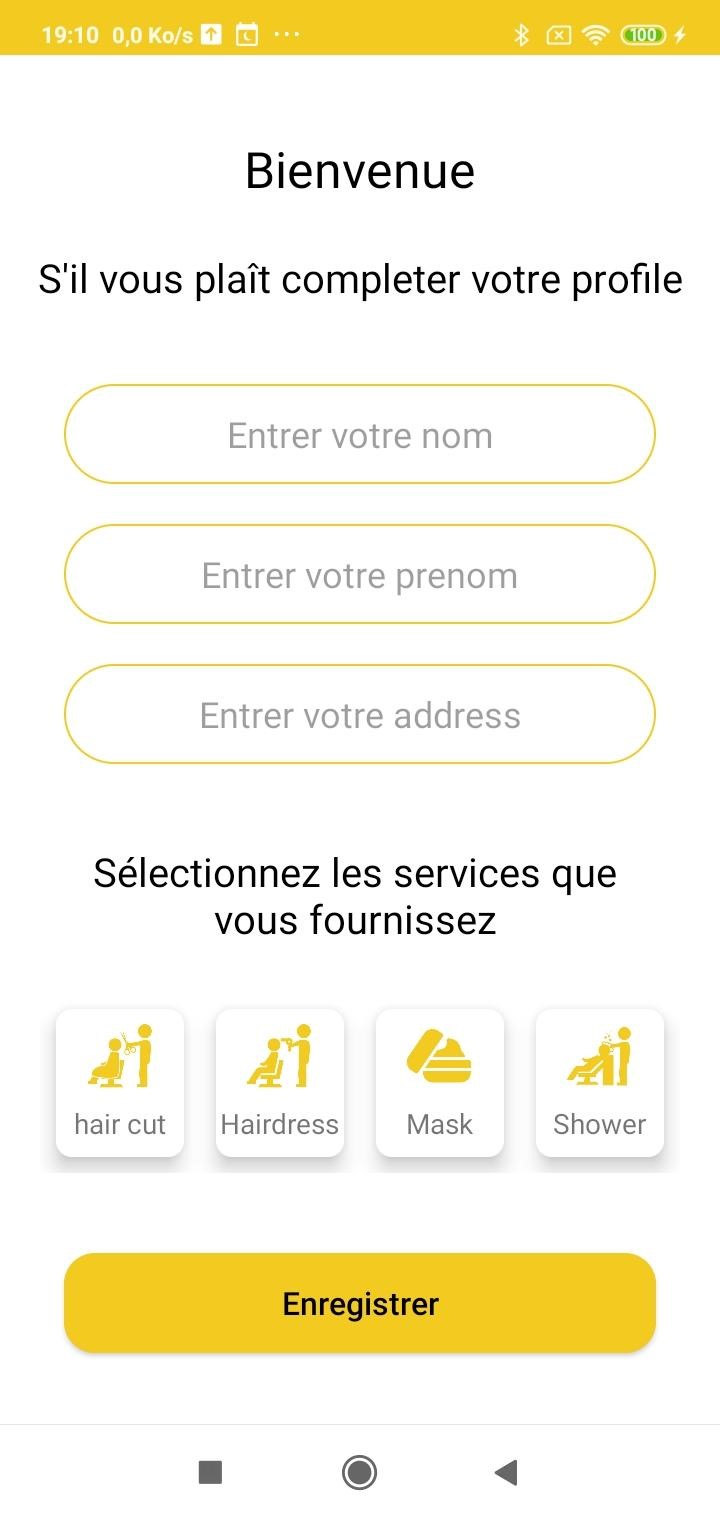 19:10 0,0 Ko/s ... 100
Bienvenue
S'il vous plaît completer votre profile
Entrer votre nom
Entrer votre prenom
Entrer votre address
Sélectionnez les services que
vous fournissez
hair cut Hairdress Mask Shower
Enregistrer